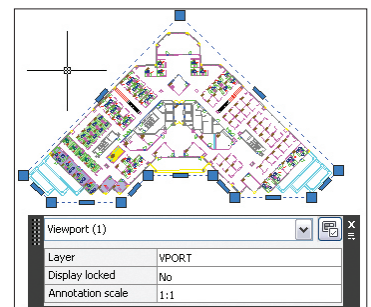 Viewport (1)
Layer VPORT
Display locked No
Annotation scale 1:1